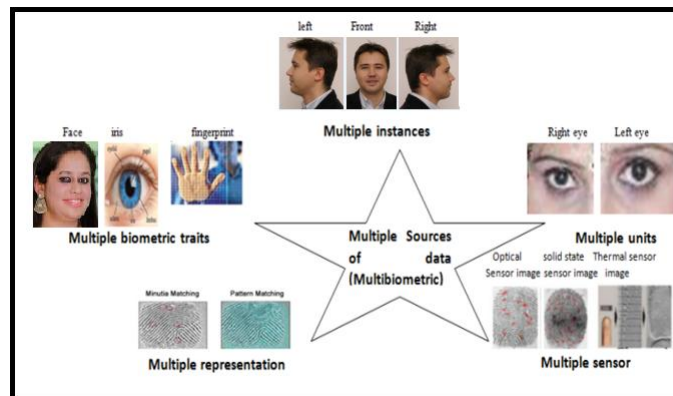 left Front Right
Multiple instances
Face iris fingerprint
Multiple biometric traits
Right eye Left eye
Multiple units
Multiple Sources
of data
(Multibiometric)
Optical solid state Thermal sensor
Sensor image sensor image image
Multiple sensor
Minutia Matching Pattern Matching
Multiple representation